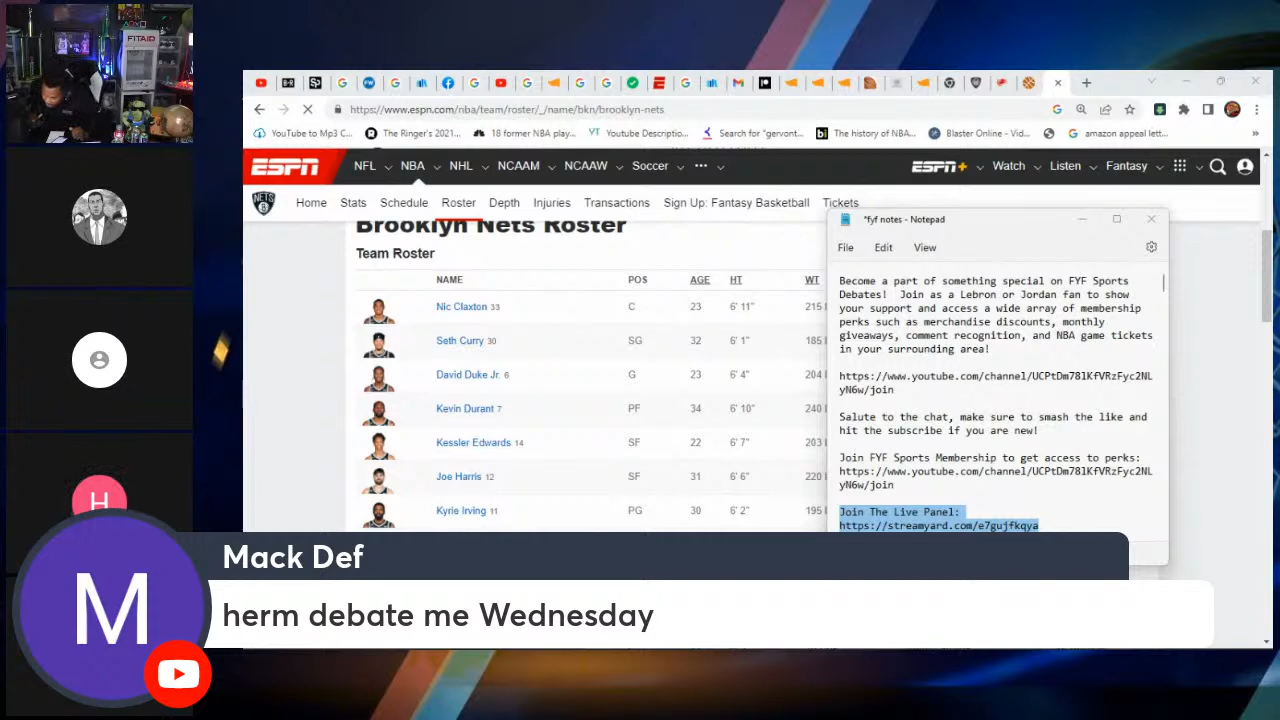 FITAID
https://www.espn.com/nba/team/roster/_/name/bkn/brooklyn-nets
YouTube to Mp3 C...
The Ringer's 2021...
18 former NBA play...
Youtube Descriptio...
Search for "gervont...
The history of NBA...
Blaster Online - Vid...
amazon appeal lett...
ESPN
NFL
NBA
NHL
NCAAM
NCAAW
Soccer
ESPN+
Watch
Listen
Fantasy
Home
Stats
Schedule
Roster
Depth
Injuries
Transactions
Sign Up: Fantasy Basketball
Tickets
Brooklyn Nets Roster
Team Roster
NAME POS AGE HT WT
Nic Claxton 33 C 23 6' 11" 215
Seth Curry 30 SG 32 6' 1" 185
David Duke Jr. 6 G 23 6' 4" 204
Kevin Durant 7 PF 34 6' 10" 240
Kessler Edwards 14 SF 22 6' 7" 203
Joe Harris 12 SF 31 6' 6" 220
Kyrie Irving 11 PG 30 6' 2" 195
*fyf notes - Notepad
File Edit View
Become a part of something special on FYF Sports
Debates! Join as a Lebron or Jordan fan to show
your support and access a wide array of membership
perks such as merchandise discounts, monthly
giveaways, comment recognition, and NBA game tickets
in your surrounding area!
https://www.youtube.com/channel/UCPtDm78lKfVRzFyc2NL
yN6w/join
Salute to the chat, make sure to smash the like and
hit the subscribe if you are new!
Join FYF Sports Membership to get access to perks:
https://www.youtube.com/channel/UCPtDm78lKfVRzFyc2NL
yN6w/join
Join The Live Panel:
https://streamyard.com/e7gujfkqya
H
M
Mack Def
herm debate me Wednesday